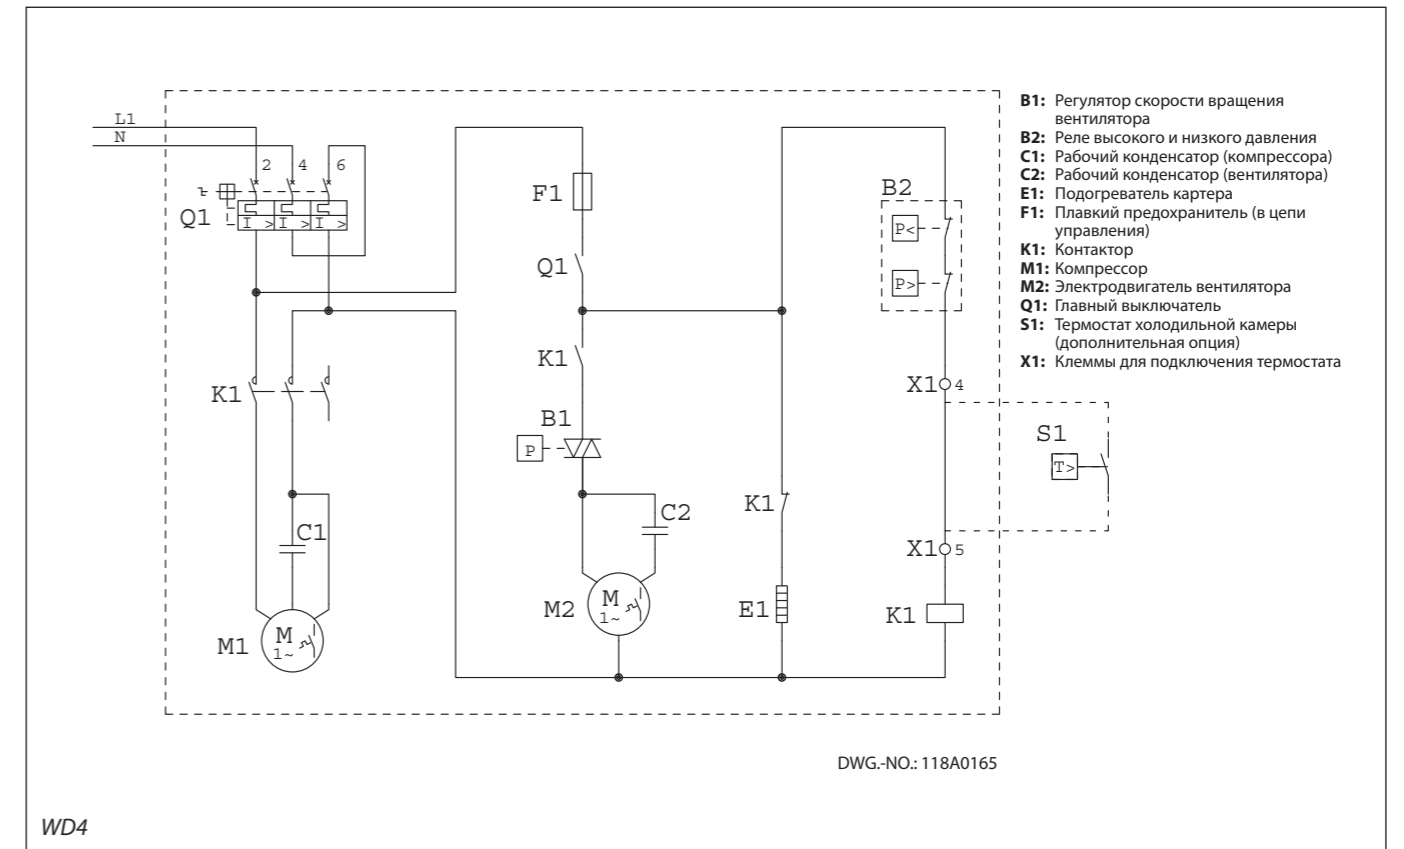 L1
N
2 4 6
Q1
I > I > I >
K1
C1
M1
M
1~
F1
Q1
K1
B1
P
C2
M2
M
1~
K1
E1
B2
P<
P>
X1 4
S1
T>
X1 5
K1
B1: Регулятор скорости вращения
вентилятора
B2: Реле высокого и низкого давления
C1: Рабочий конденсатор (компрессора)
C2: Рабочий конденсатор (вентилятора)
E1: Подогреватель картера
F1: Плавкий предохранитель (в цепи
управления)
K1: Контактор
M1: Компрессор
M2: Электродвигатель вентилятора
Q1: Главный выключатель
S1: Термостат холодильной камеры
(дополнительная опция)
X1: Клеммы для подключения термостата
DWG.-NO.: 118A0165
WD4